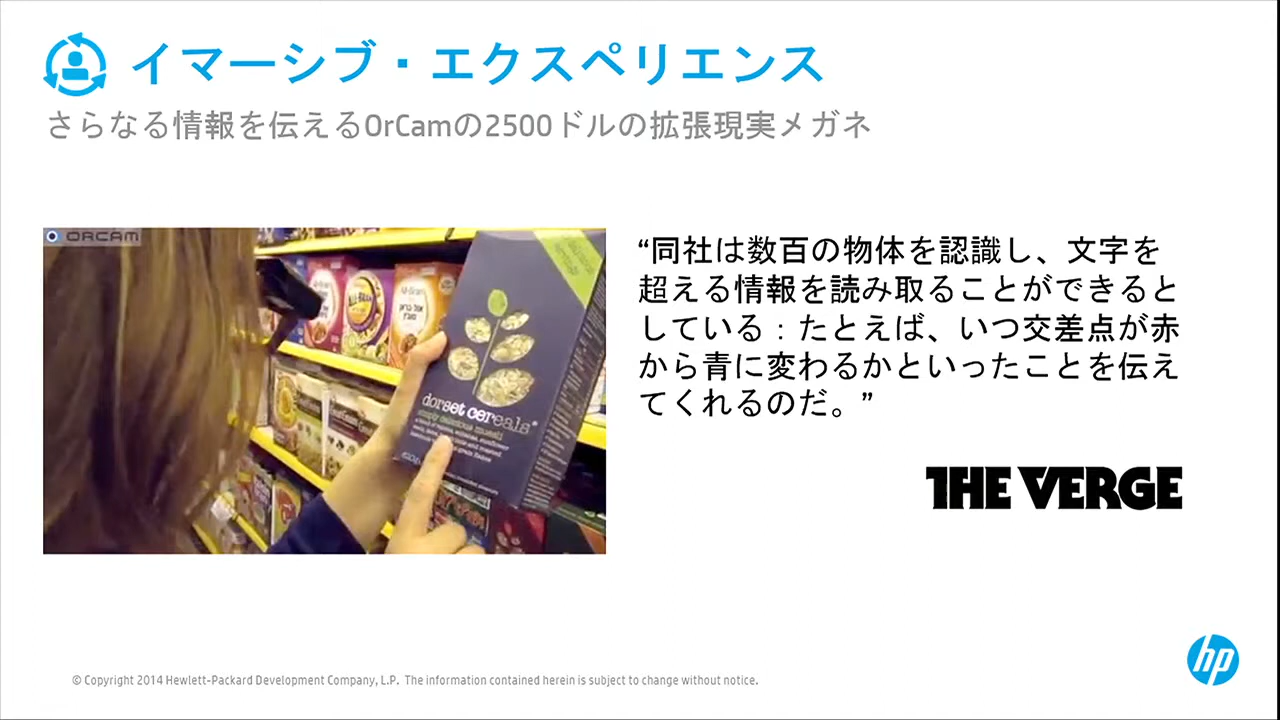 イマーシブ・エクスペリエンス
さらなる情報を伝えるOrCamの2500ドルの拡張現実メガネ
ORCAM
dorset cereals
simply delicious muesli
“同社は数百の物体を認識し、文字を
超える情報を読み取ることができると
している：たとえば、いつ交差点が赤
から青に変わるかといったことを伝え
てくれるのだ。”
THE VERGE
hp
© Copyright 2014 Hewlett-Packard Development Company, L.P. The information contained herein is subject to change without notice.